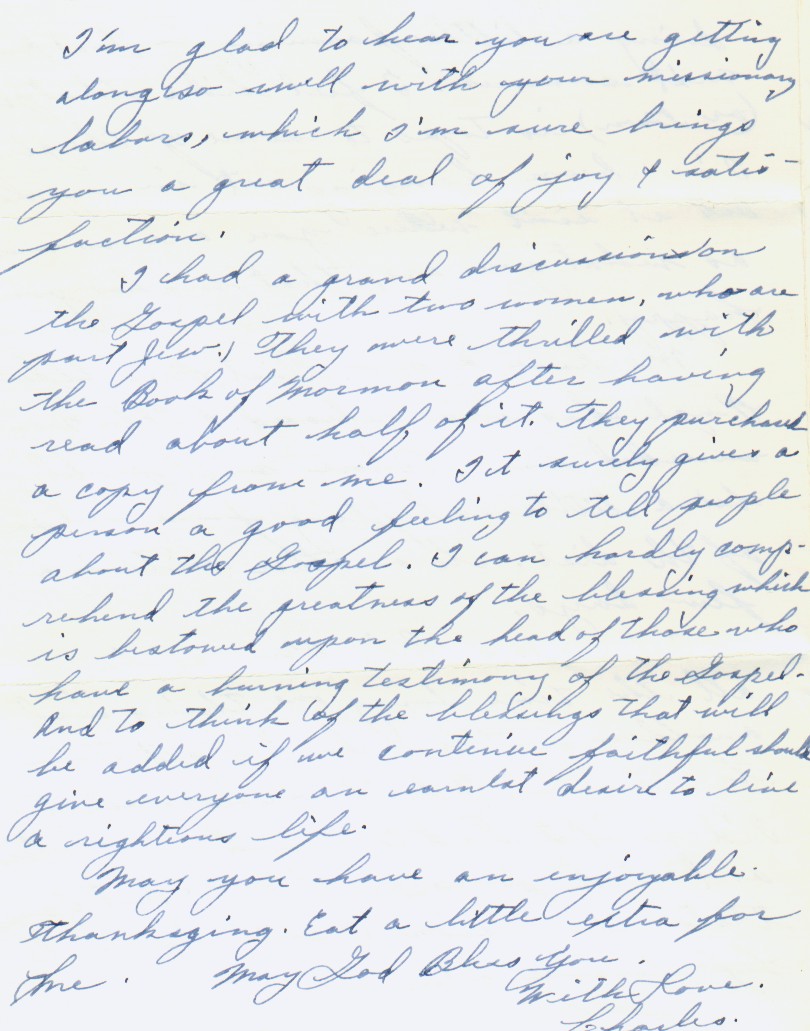 I'm glad to hear you are getting
along so well with your missionary
labors, which I'm sure brings
you a great deal of joy & satis-
faction.
I had a grand discussion on
the Gospel with two women, who are
part Jew. They were thrilled with
the Book of Mormon after having
read about half of it. They purchased
a copy from me. It surely gives a
person a good feeling to tell people
about the Gospel. I can hardly comp-
rehend the greatness of the blessing which
is bestowed upon the head of those who
have a burning testimony of the Gospel.
And to think of the blessings that will
be added if we continue faithful should
give everyone an earnest desire to live
a rightious life.
May you have an enjoyable
Thanksgiving. Eat a little extra for
me. May God Bless You.
With Love.
Charles.